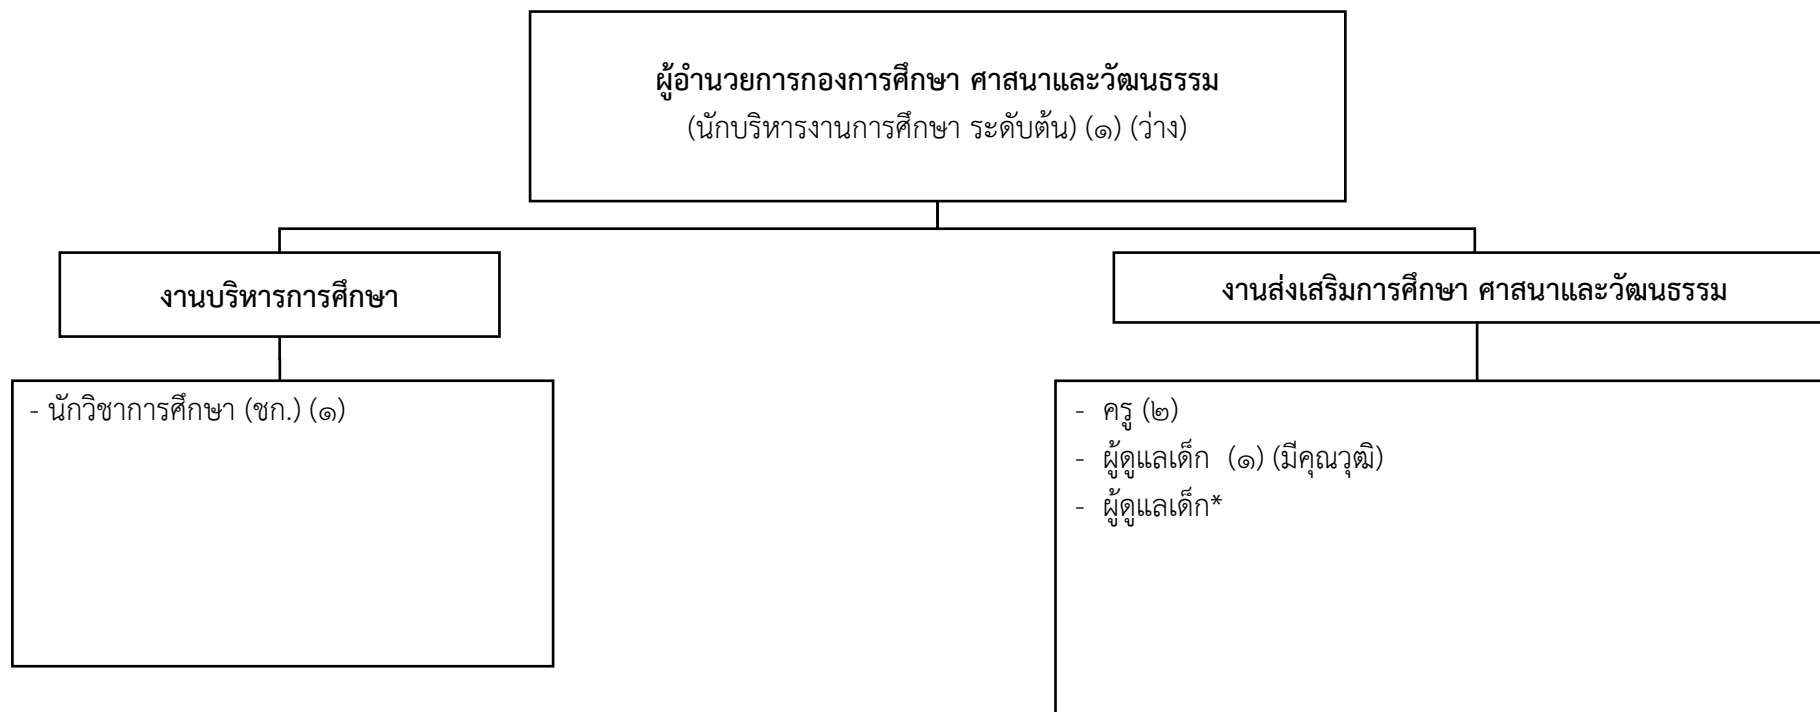 ผู้อำนวยการกองการศึกษา ศาสนาและวัฒนธรรม
(นักบริหารงานการศึกษา ระดับต้น) (๑) (ว่าง)
งานบริหารการศึกษา
งานส่งเสริมการศึกษา ศาสนาและวัฒนธรรม
- นักวิชาการศึกษา (ชก.) (๑)
- ครู (๒)
- ผู้ดูแลเด็ก (๑) (มีคุณวุฒิ)
- ผู้ดูแลเด็ก*